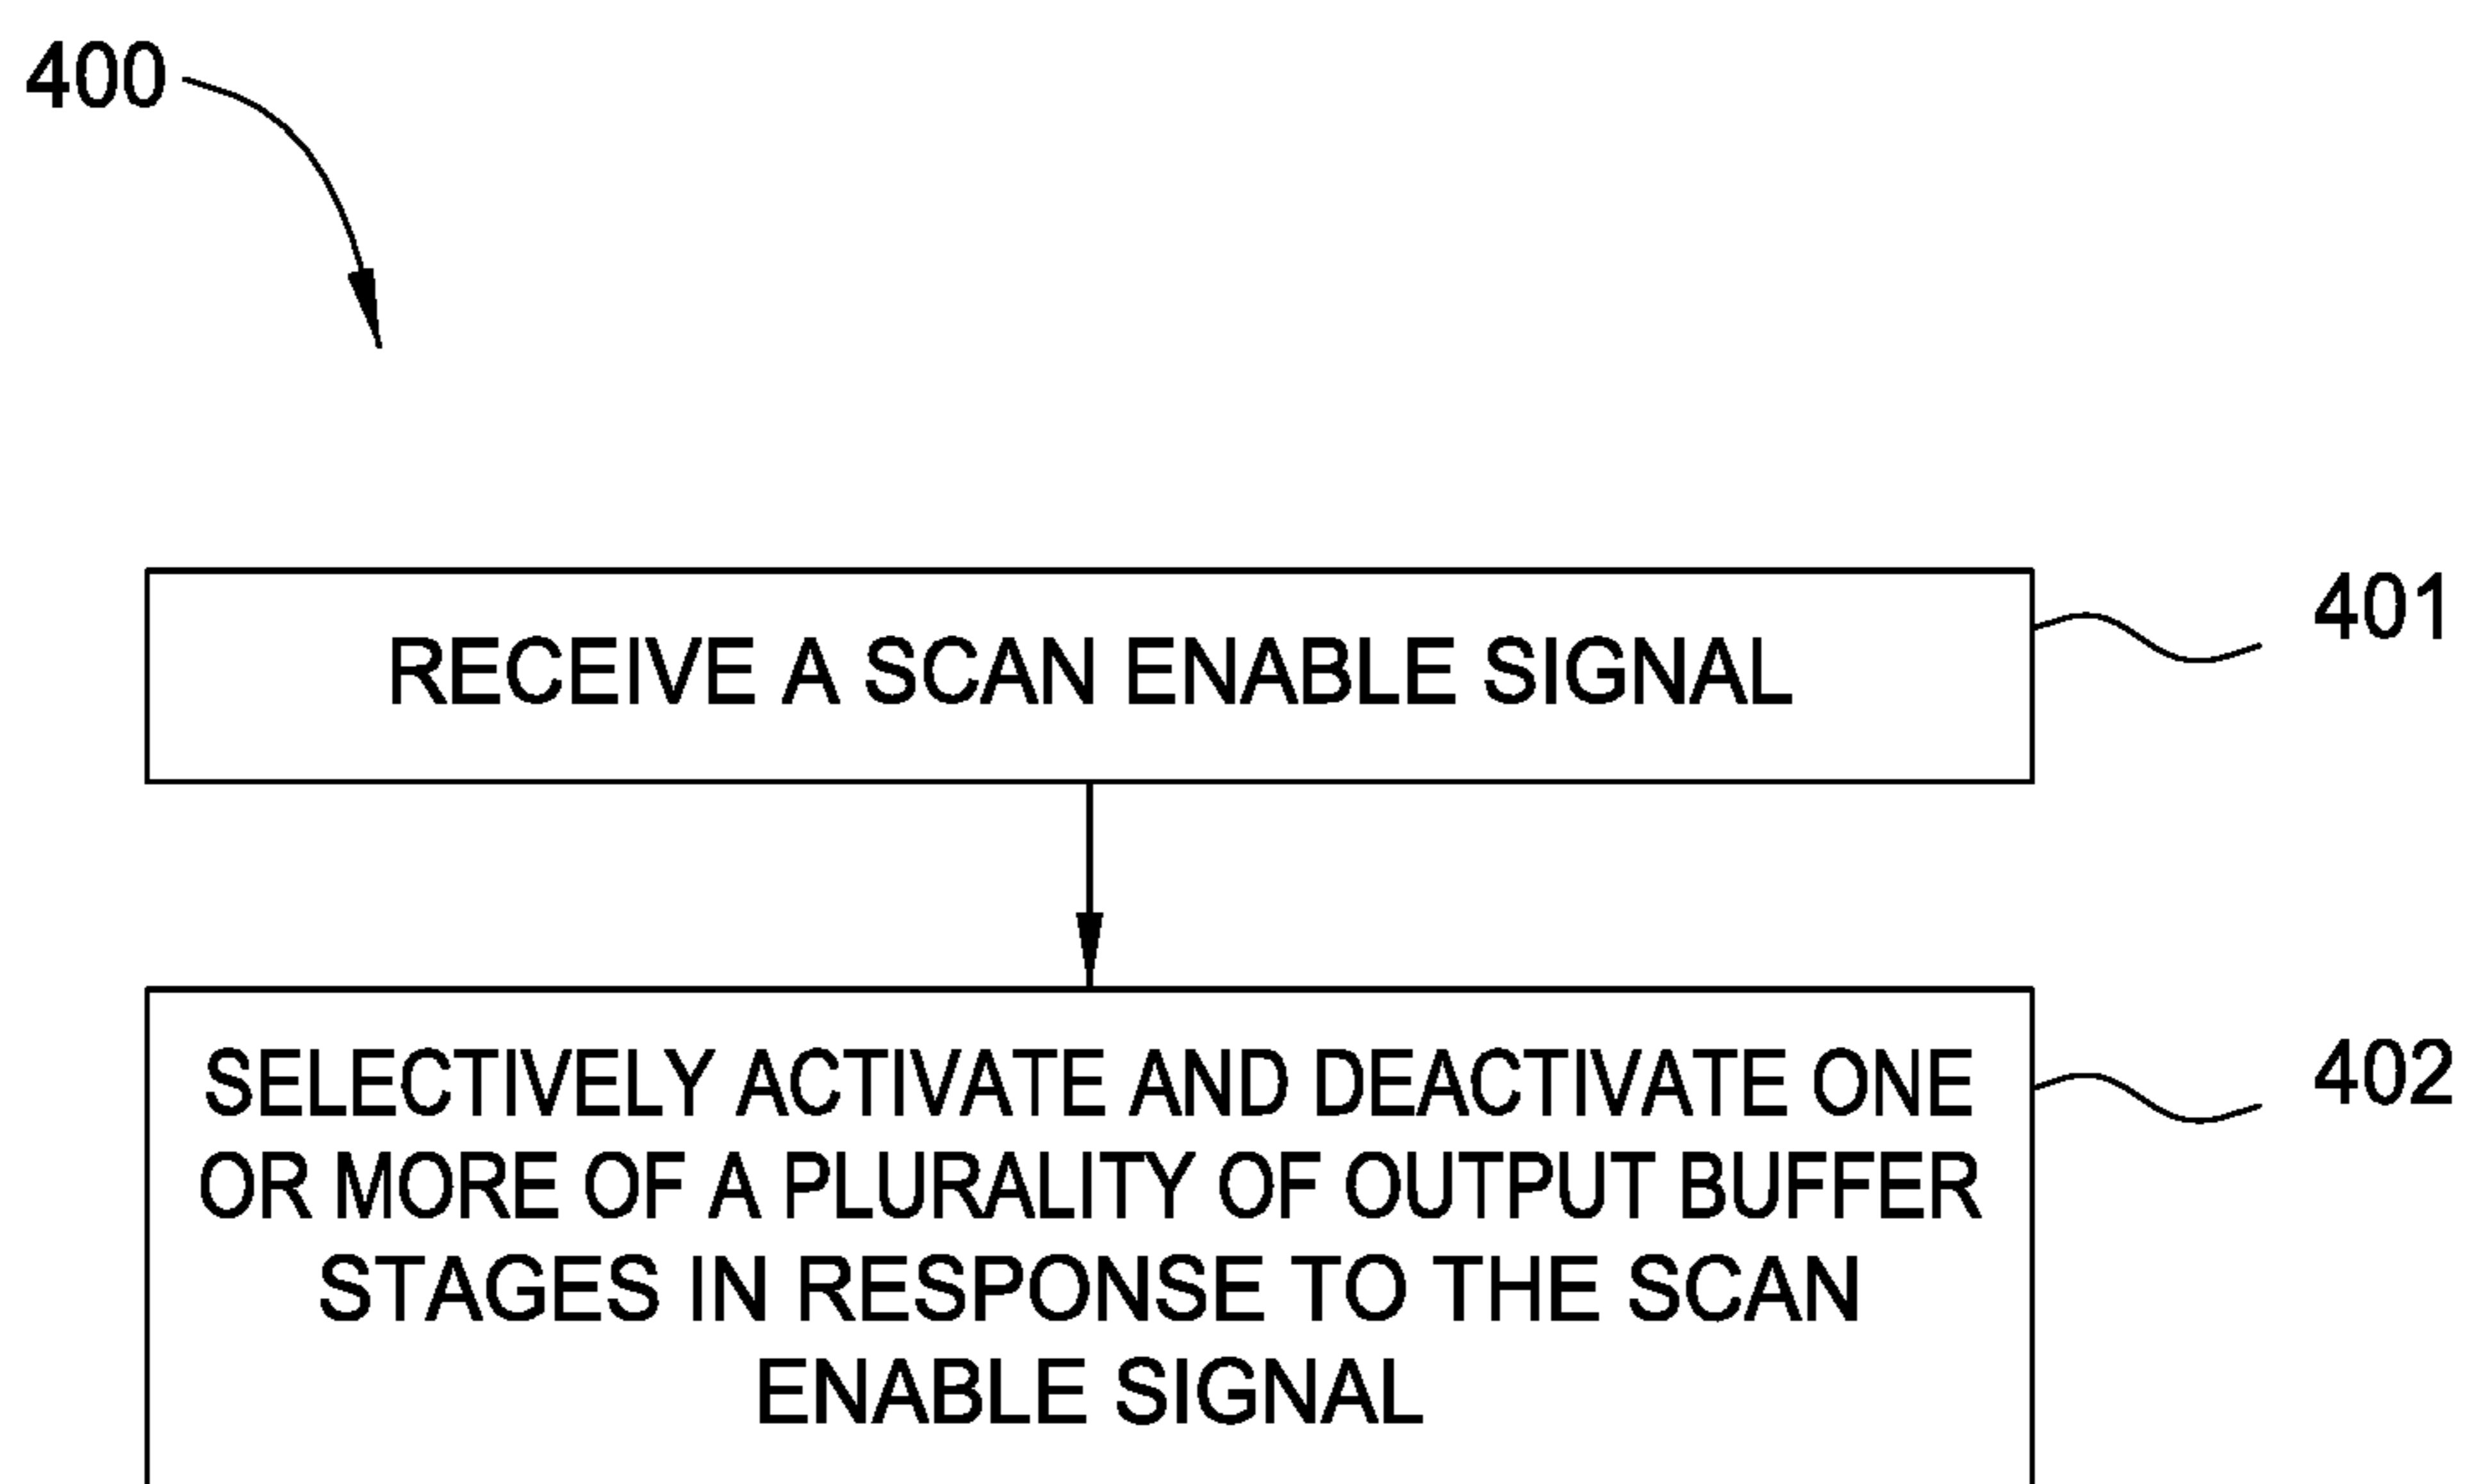 400
RECEIVE A SCAN ENABLE SIGNAL
401
SELECTIVELY ACTIVATE AND DEACTIVATE ONE
OR MORE OF A PLURALITY OF OUTPUT BUFFER
STAGES IN RESPONSE TO THE SCAN
ENABLE SIGNAL
402